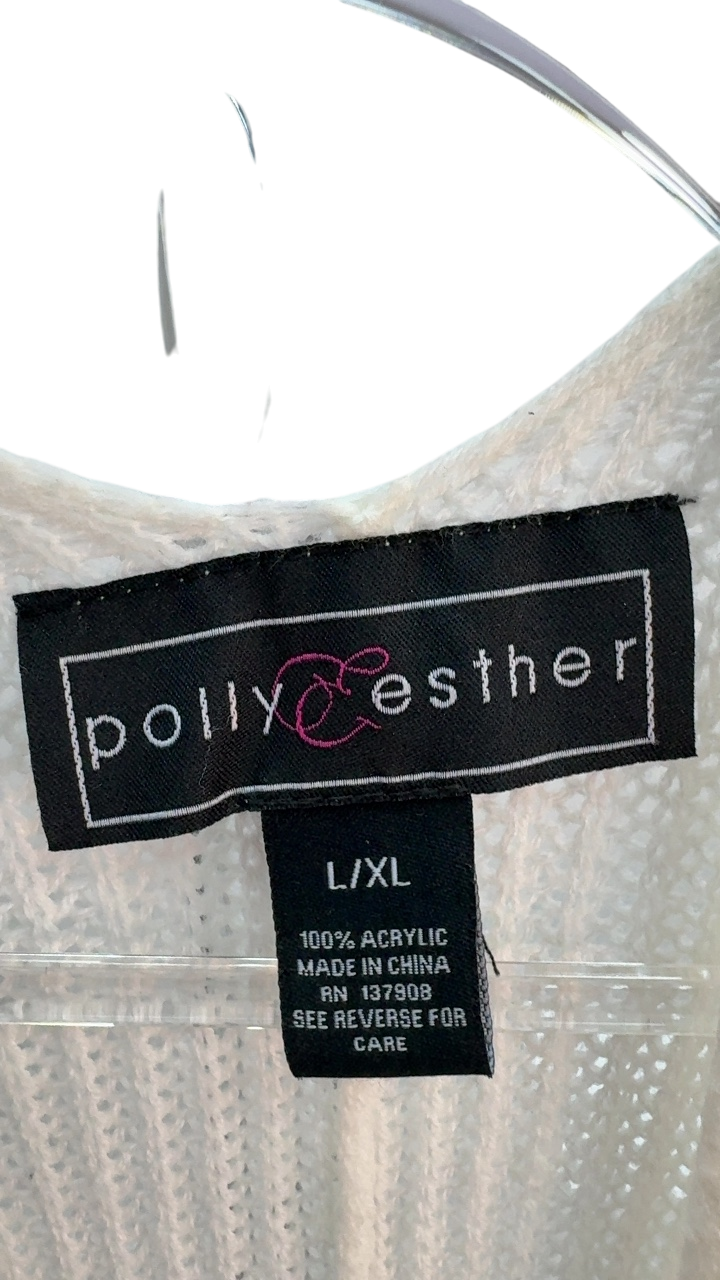 polly & esther
L/XL
100% ACRYLIC
MADE IN CHINA
RN 137908
SEE REVERSE FOR
CARE